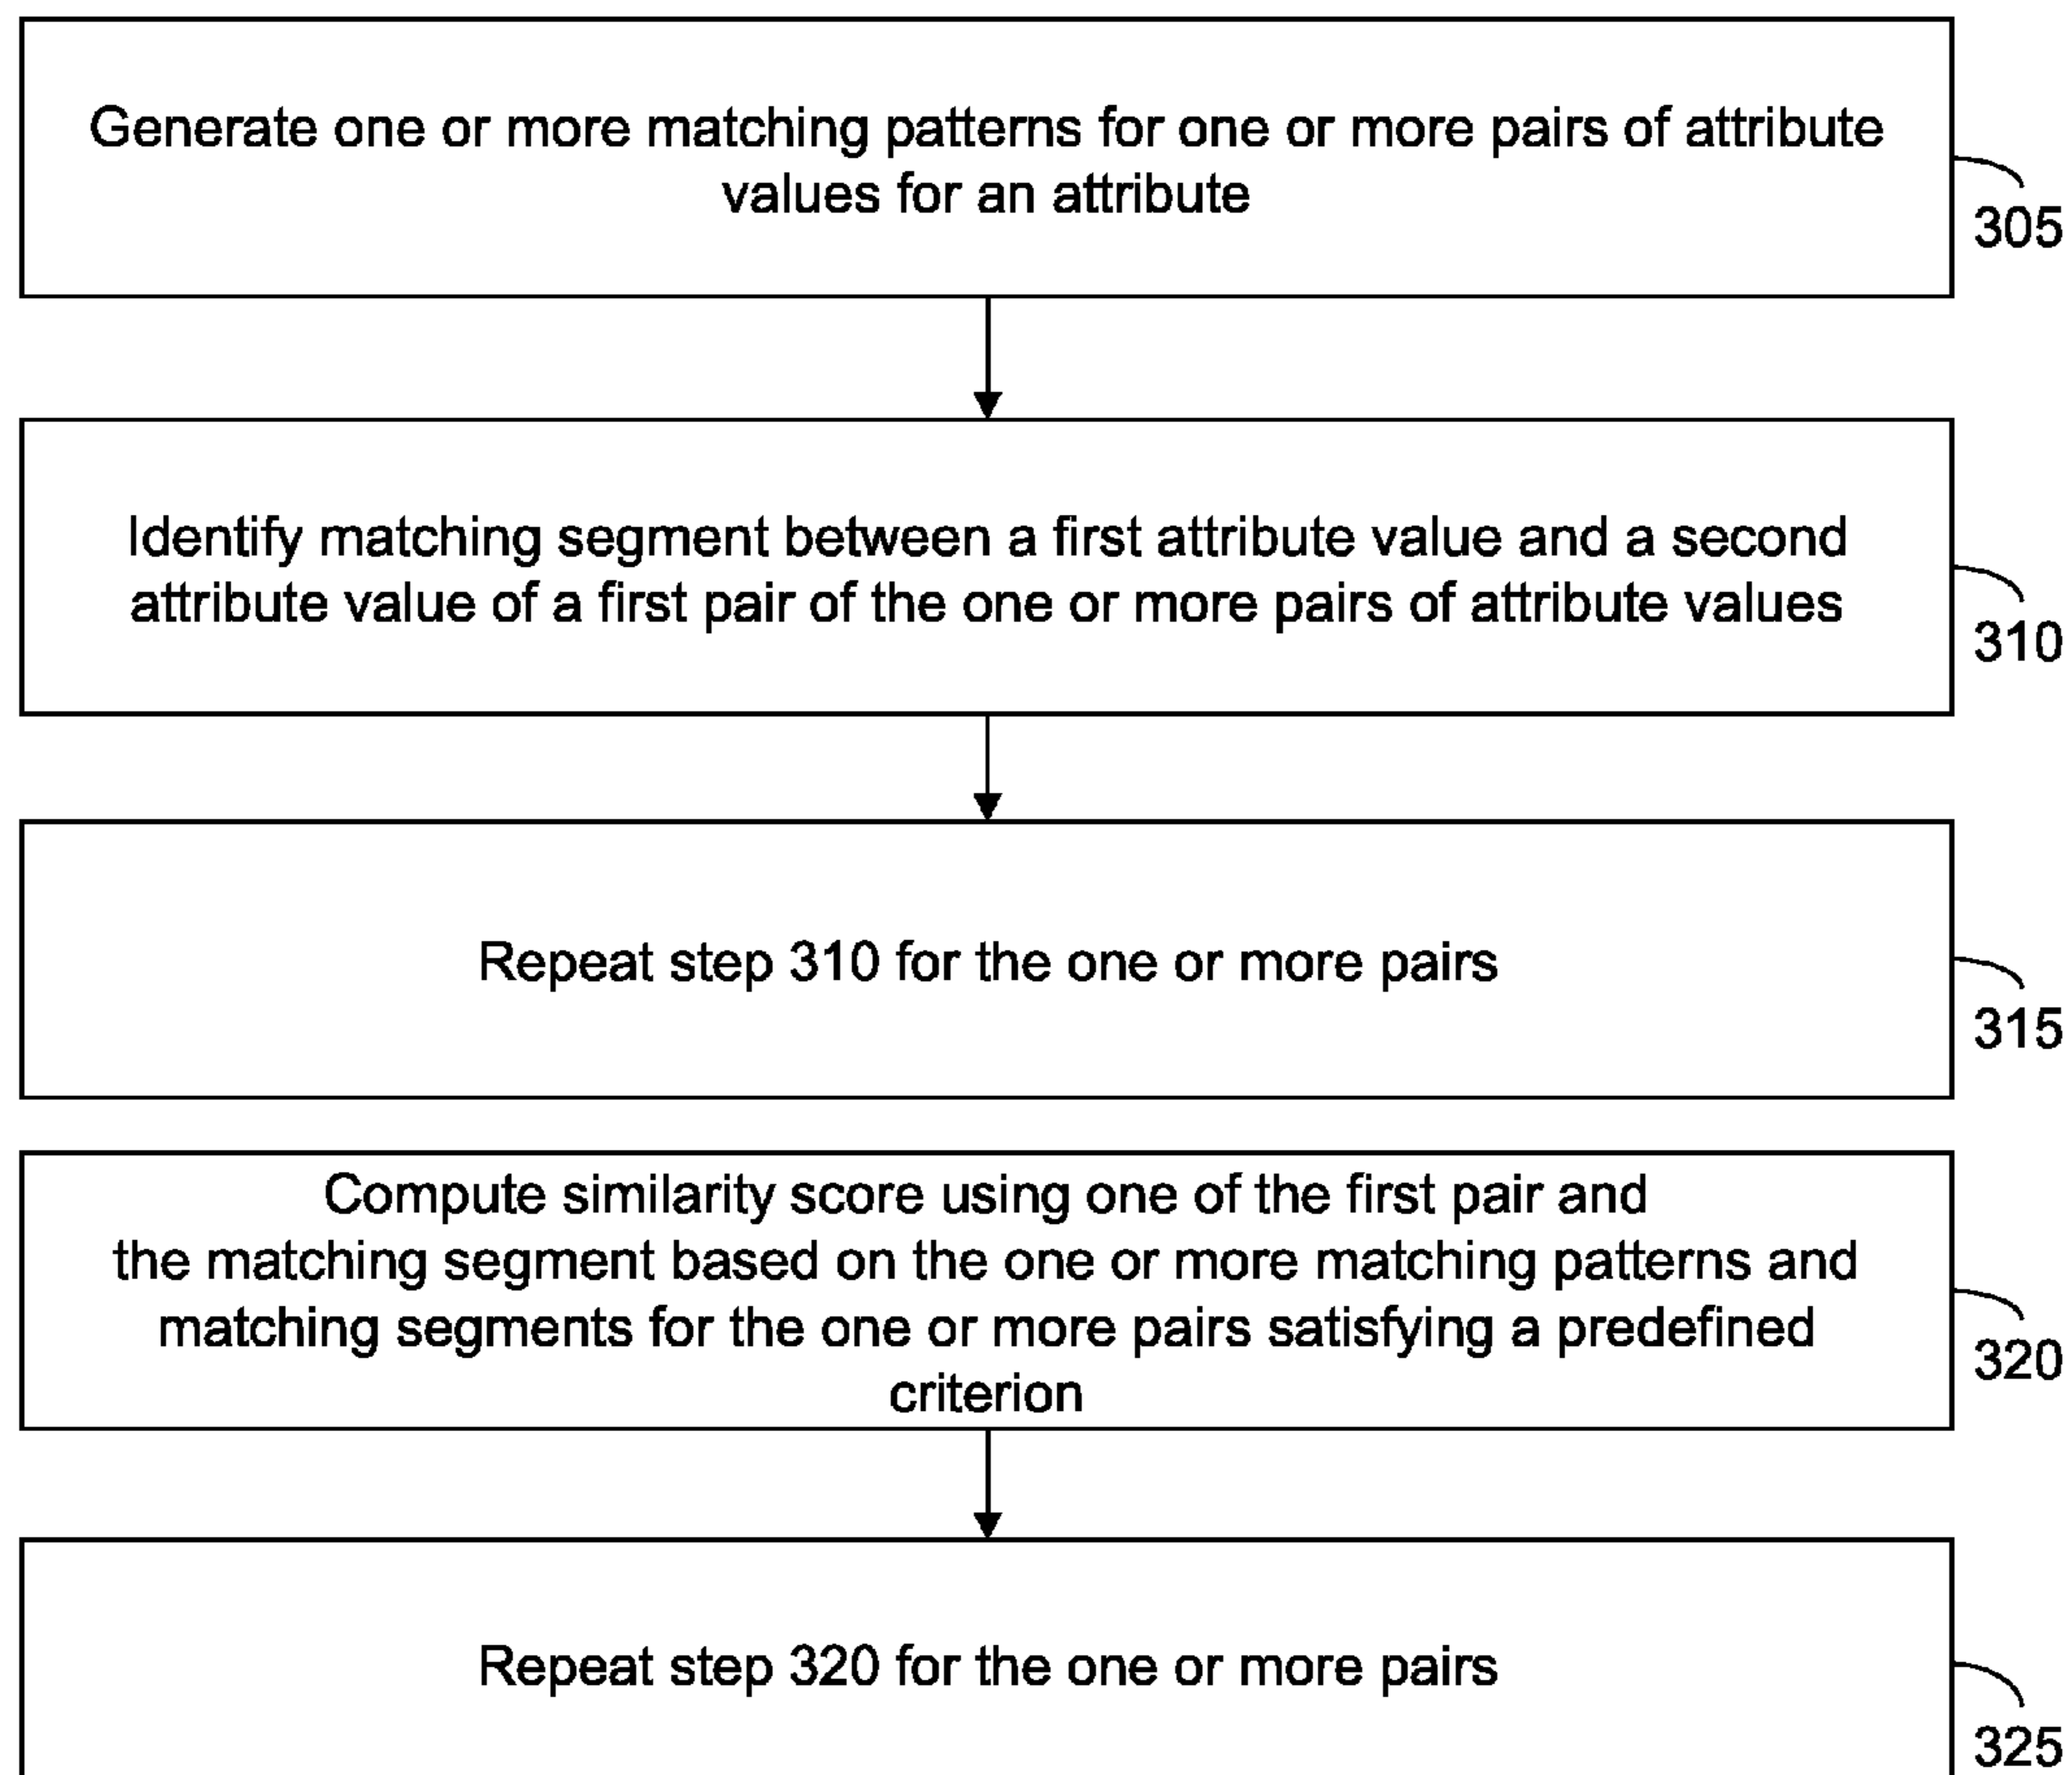 Generate one or more matching patterns for one or more pairs of attribute
values for an attribute
305
Identify matching segment between a first attribute value and a second
attribute value of a first pair of the one or more pairs of attribute values
310
Repeat step 310 for the one or more pairs
315
Compute similarity score using one of the first pair and
the matching segment based on the one or more matching patterns and
matching segments for the one or more pairs satisfying a predefined
criterion
320
Repeat step 320 for the one or more pairs
325